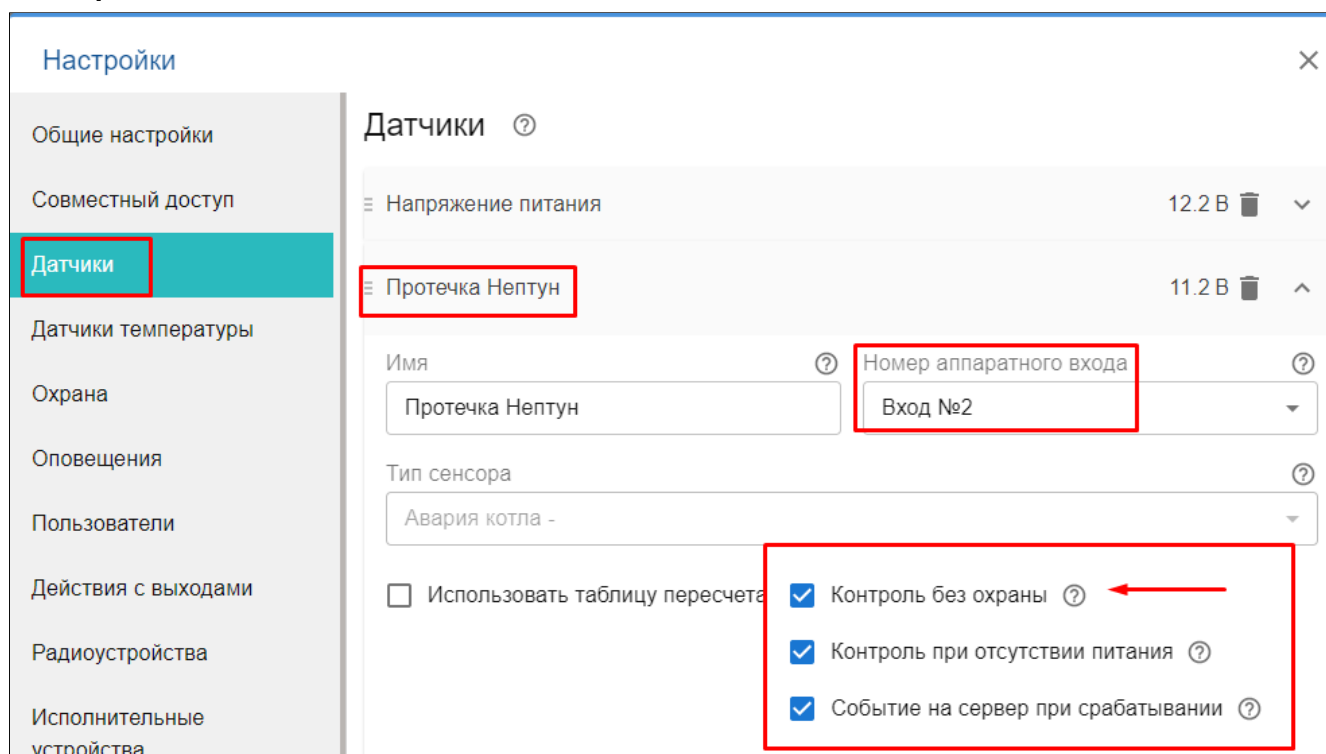 Настройки
Общие настройки
Совместный доступ
Датчики
Датчики температуры
Охрана
Оповещения
Пользователи
Действия с выходами
Радиоустройства
Исполнительные
устройства
Датчики
Напряжение питания 12.2 В
Протечка Нептун 11.2 В
Имя
Протечка Нептун
Номер аппаратного входа
Вход №2
Тип сенсора
Авария котла -
Использовать таблицу пересчета
Контроль без охраны
Контроль при отсутствии питания
Событие на сервер при срабатывании